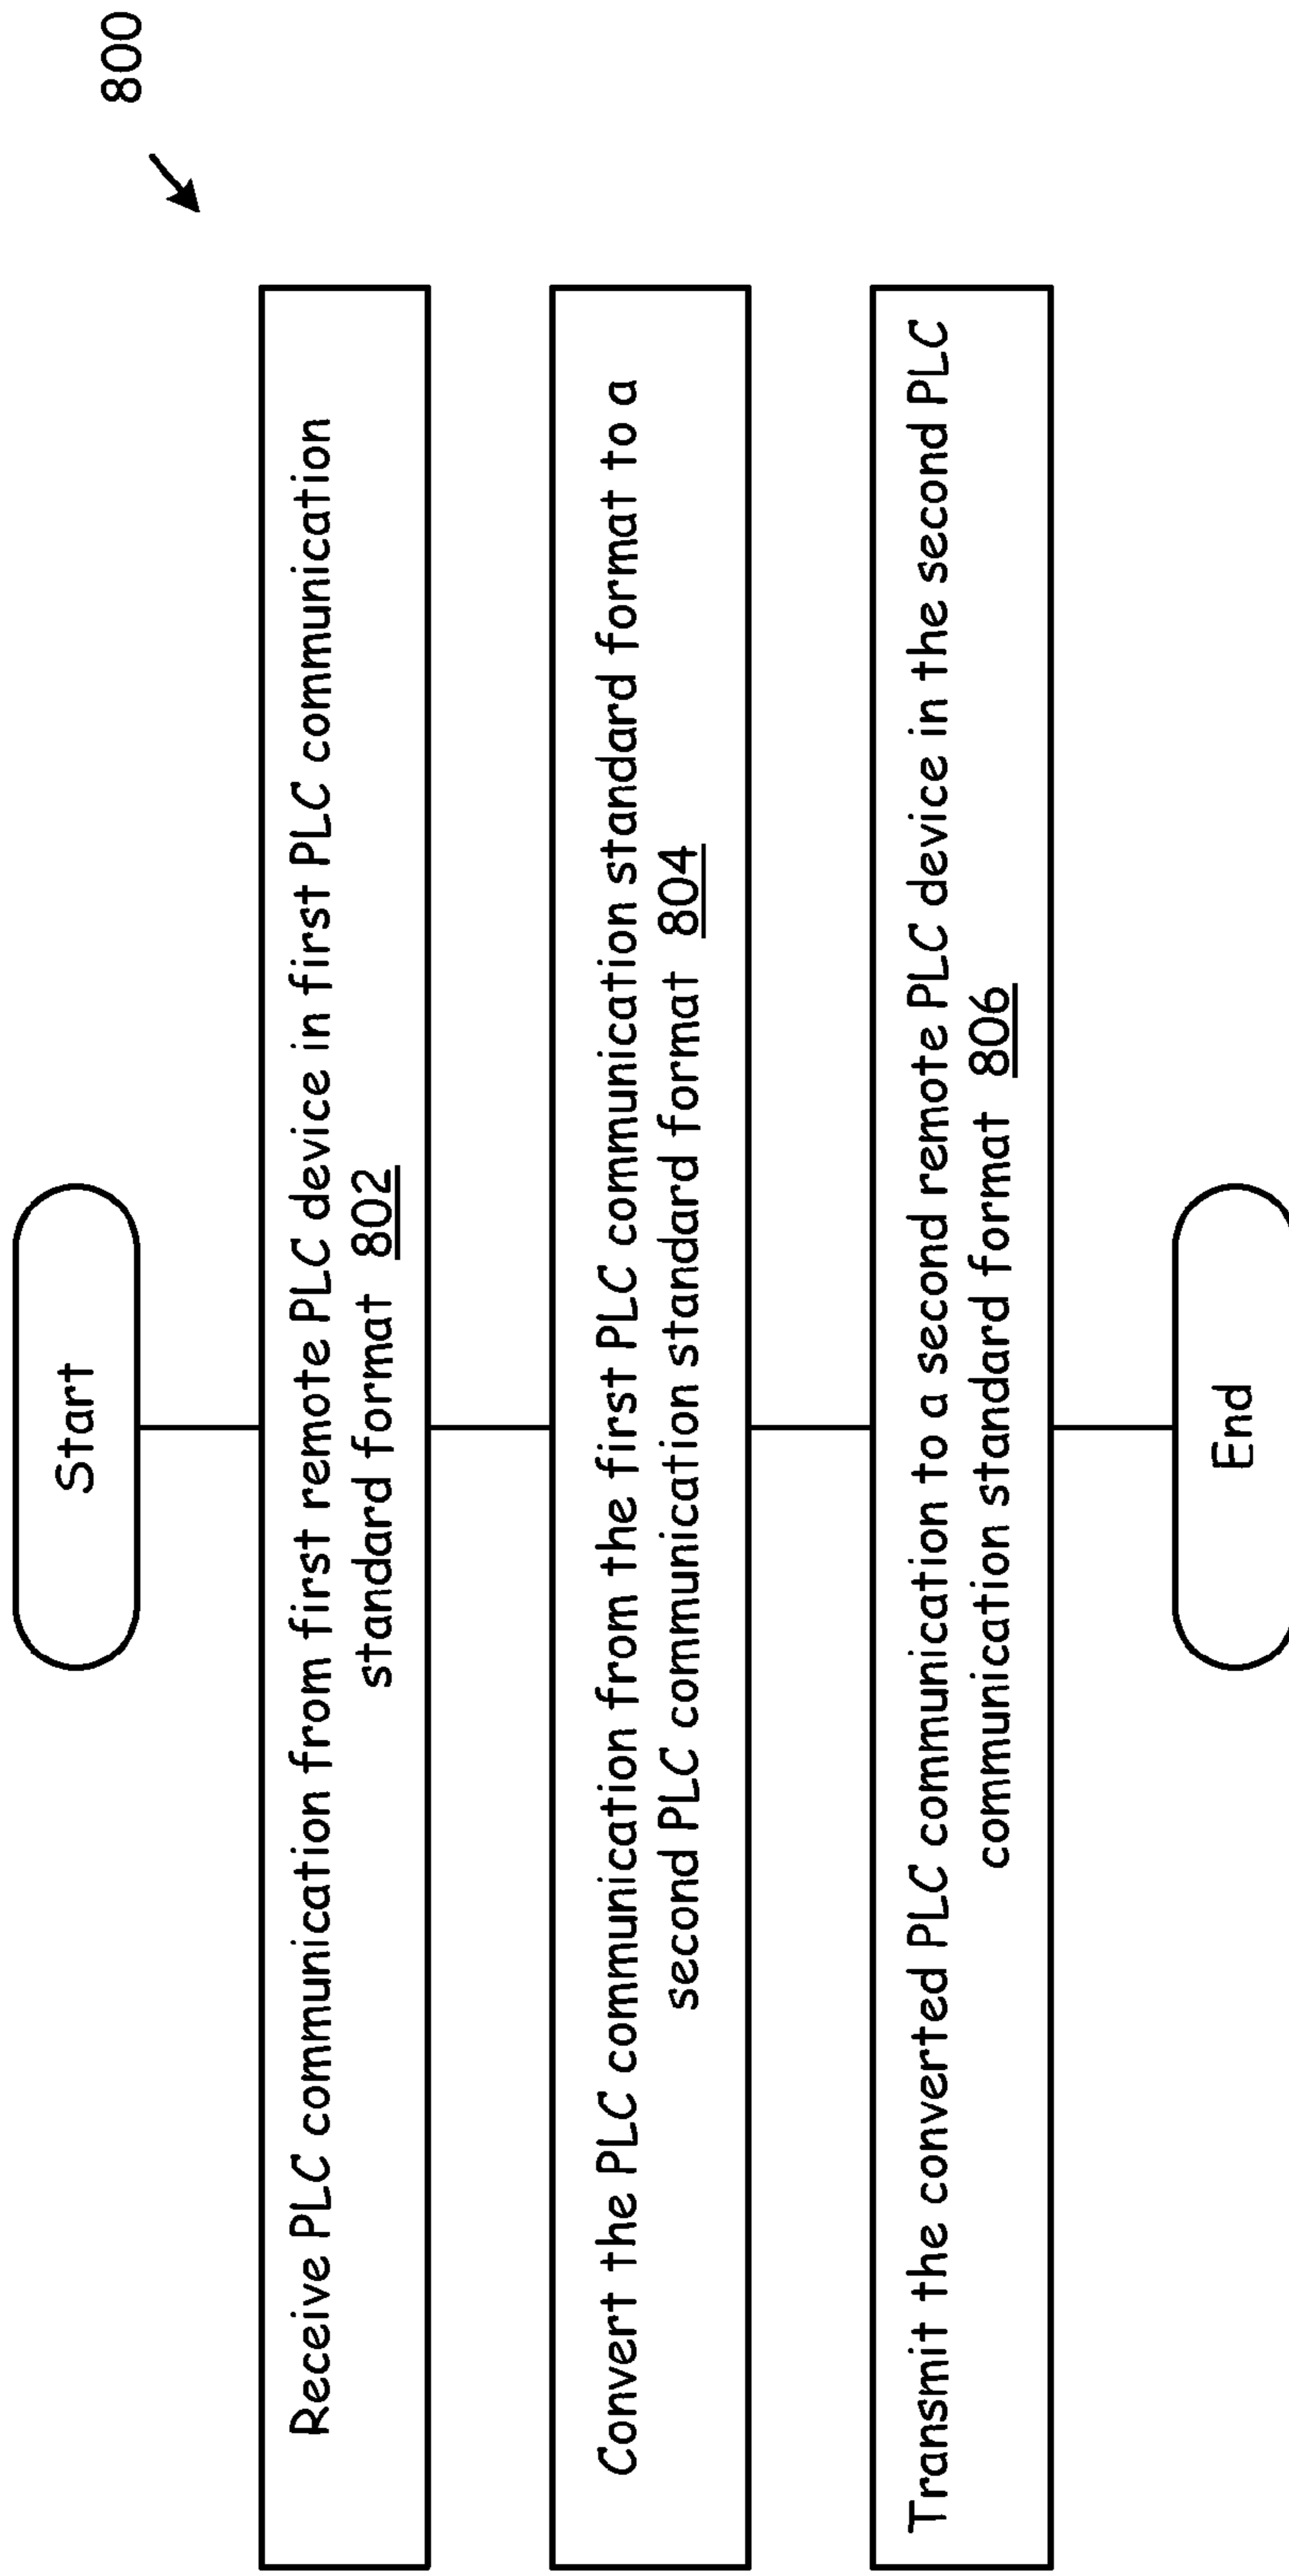 800
Start
Receive PLC communication from first remote PLC device in first PLC communication
standard format 802
Convert the PLC communication from the first PLC communication standard format to a
second PLC communication standard format 804
Transmit the converted PLC communication to a second remote PLC device in the second PLC
communication standard format 806
End